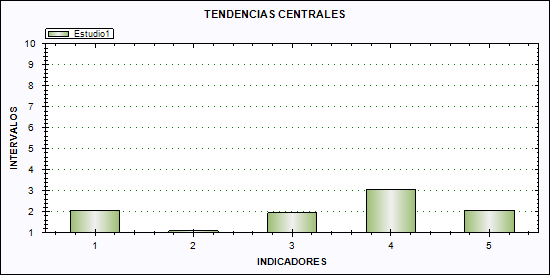 TENDENCIAS CENTRALES
Estudio1
INTERVALOS
10
9
8
7
6
5
4
3
2
1
1 2 3 4 5
INDICADORES